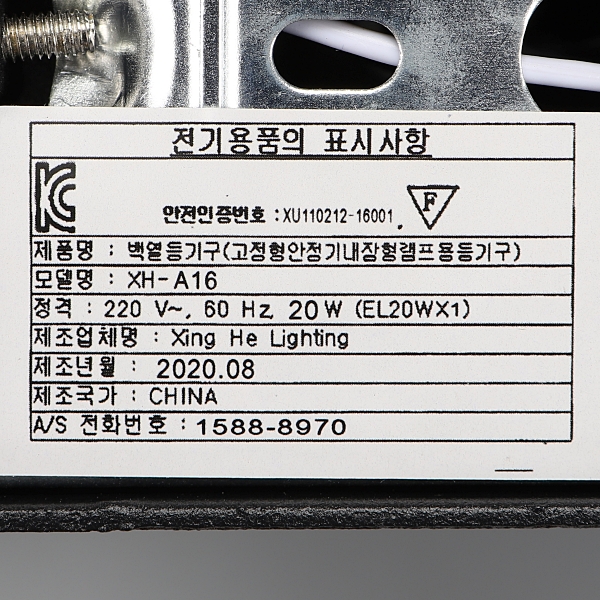 전기용품의 표시사항
KC 안전인증번호 : XU110212-16001 . F
제품명 : 백열등기구(고정형안정기내장형램프용등기구)
모델명 : XH-A16
정격 : 220 V~, 60 Hz, 20W (EL20WX1)
제조업체명 : Xing He Lighting
제조년월 : 2020.08
제조국가 : CHINA
A/S 전화번호 : 1588-8970